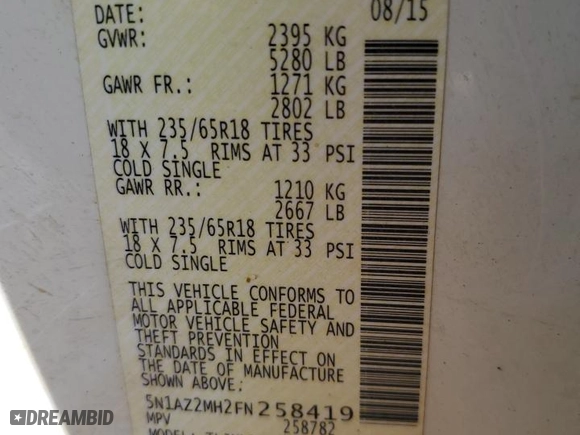 DATE: 08/15
GVWR: 2395 KG
5280 LB
GAWR FR.: 1271 KG
2802 LB
WITH 235/65R18 TIRES
18 X 7.5 RIMS AT 33 PSI
COLD SINGLE
GAWR RR.: 1210 KG
2667 LB
WITH 235/65R18 TIRES
18 X 7.5 RIMS AT 33 PSI
COLD SINGLE
THIS VEHICLE CONFORMS TO
ALL APPLICABLE FEDERAL
MOTOR VEHICLE SAFETY AND
THEFT PREVENTION
STANDARDS IN EFFECT ON
THE DATE OF MANUFACTURE
SHOWN ABOVE:
5N1AZ2MH2FN258419
MPV 258782
DREAMBID